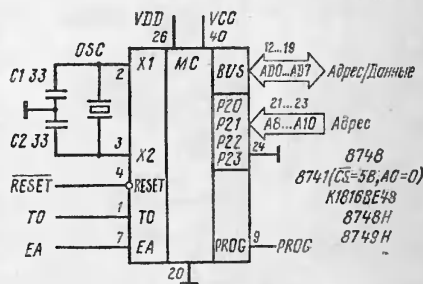 VDD VCC
26 40
OSC
C1 33
C2 33
2 X1 MC BUS 12...19 AD0...AD7 Адрес/Данные
P20 21...23 A8...A10 Адрес
P21
P22
P23 24
3 X2
RESET 4 RESET
T0 1 T0
EA 7 EA
PROG 9 PROG
20
8748
8741(CS=5В;A0=0)
К1816ВЕ48
8748H
8749H